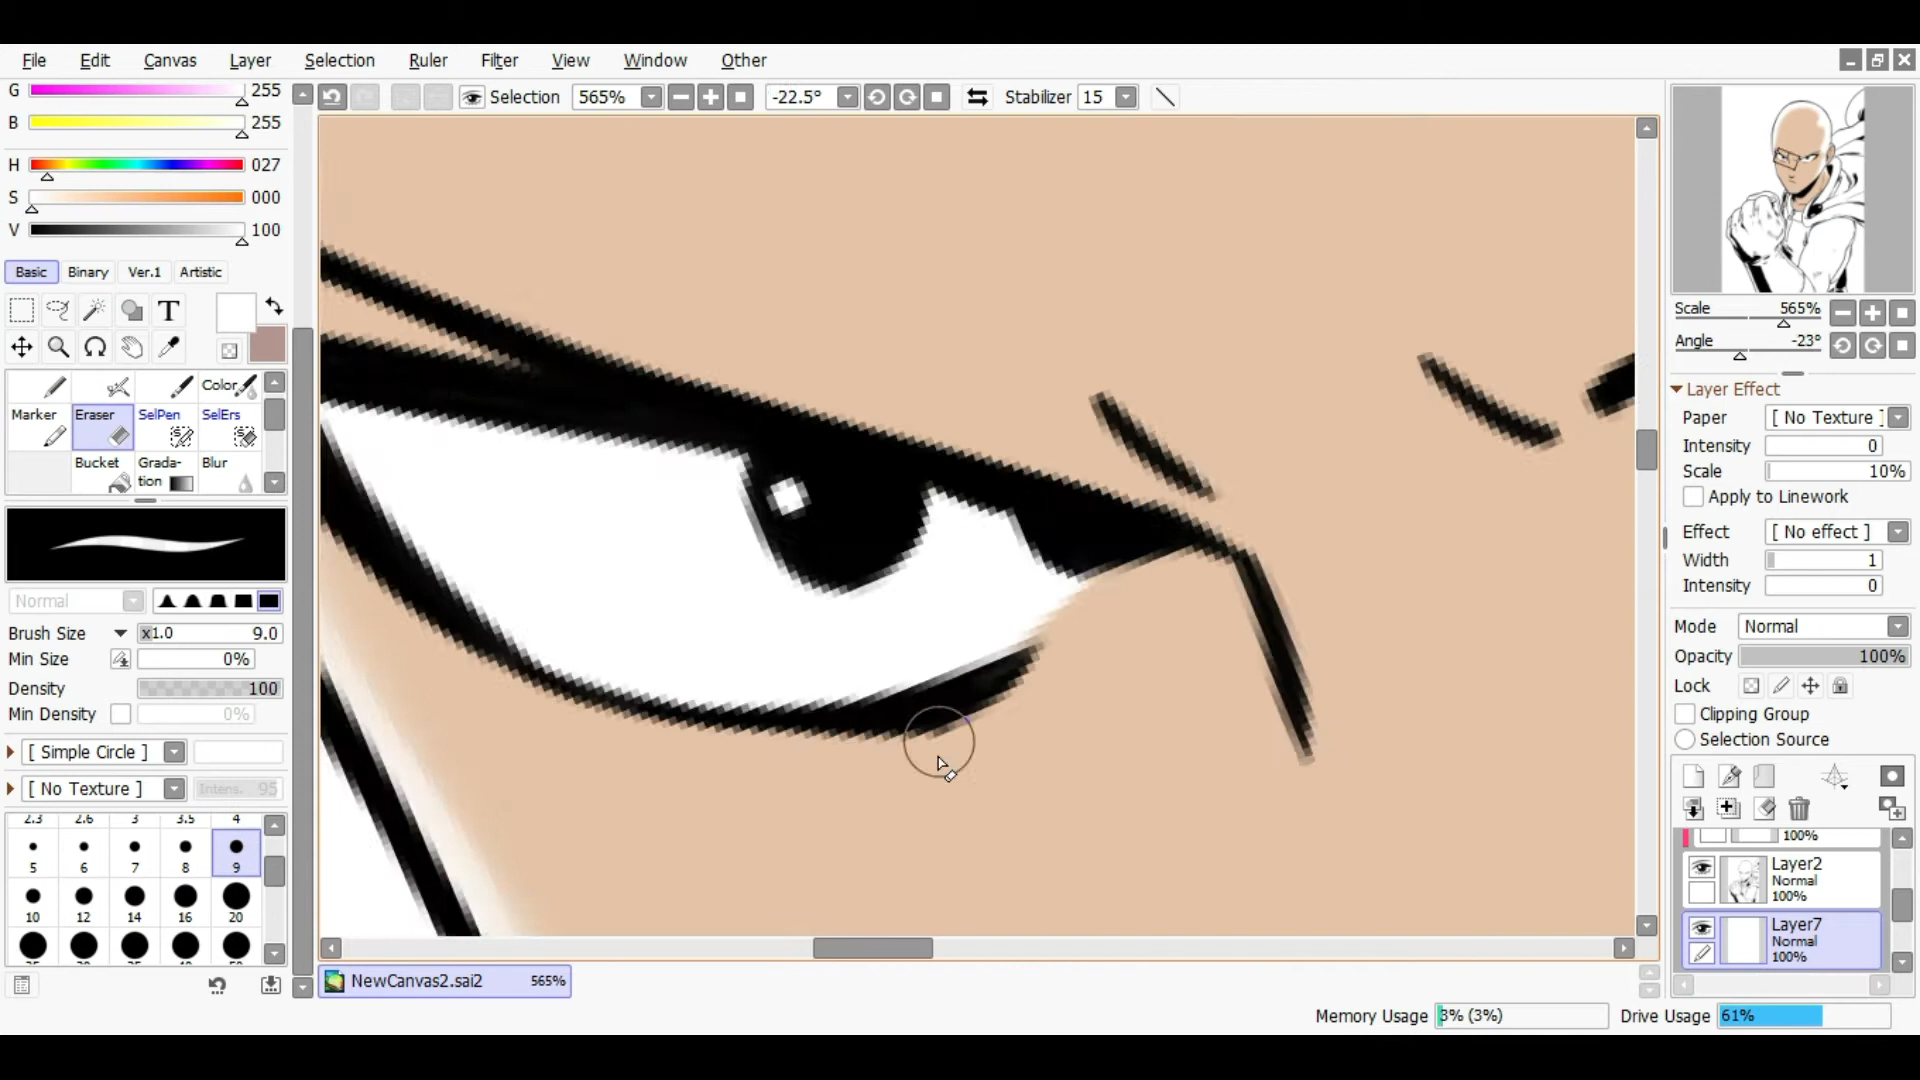 File Edit Canvas Layer Selection Ruler Filter View Window Other
G 255
B 255
H 027
S 000
V 100
Selection 565% -22.5° Stabilizer 15
Basic Binary Ver.1 Artistic
T
Color
Marker Eraser SelPen SelErs
Bucket Grada-
tion Blur
Normal
Brush Size x1.0 9.0
Min Size 0%
Density 100
Min Density 0%
[ Simple Circle ]
[ No Texture ] Intens. 95
2.3 2.6 3 3.5 4
5 6 7 8 9
10 12 14 16 20
NewCanvas2.sai2 565%
Scale 565%
Angle -23°
Layer Effect
Paper [ No Texture ]
Intensity 0
Scale 10%
Apply to Linework
Effect [ No effect ]
Width 1
Intensity 0
Mode Normal
Opacity 100%
Lock
Clipping Group
Selection Source
100%
Layer2
Normal
100%
Layer7
Normal
100%
Memory Usage 3% (3%) Drive Usage 61%